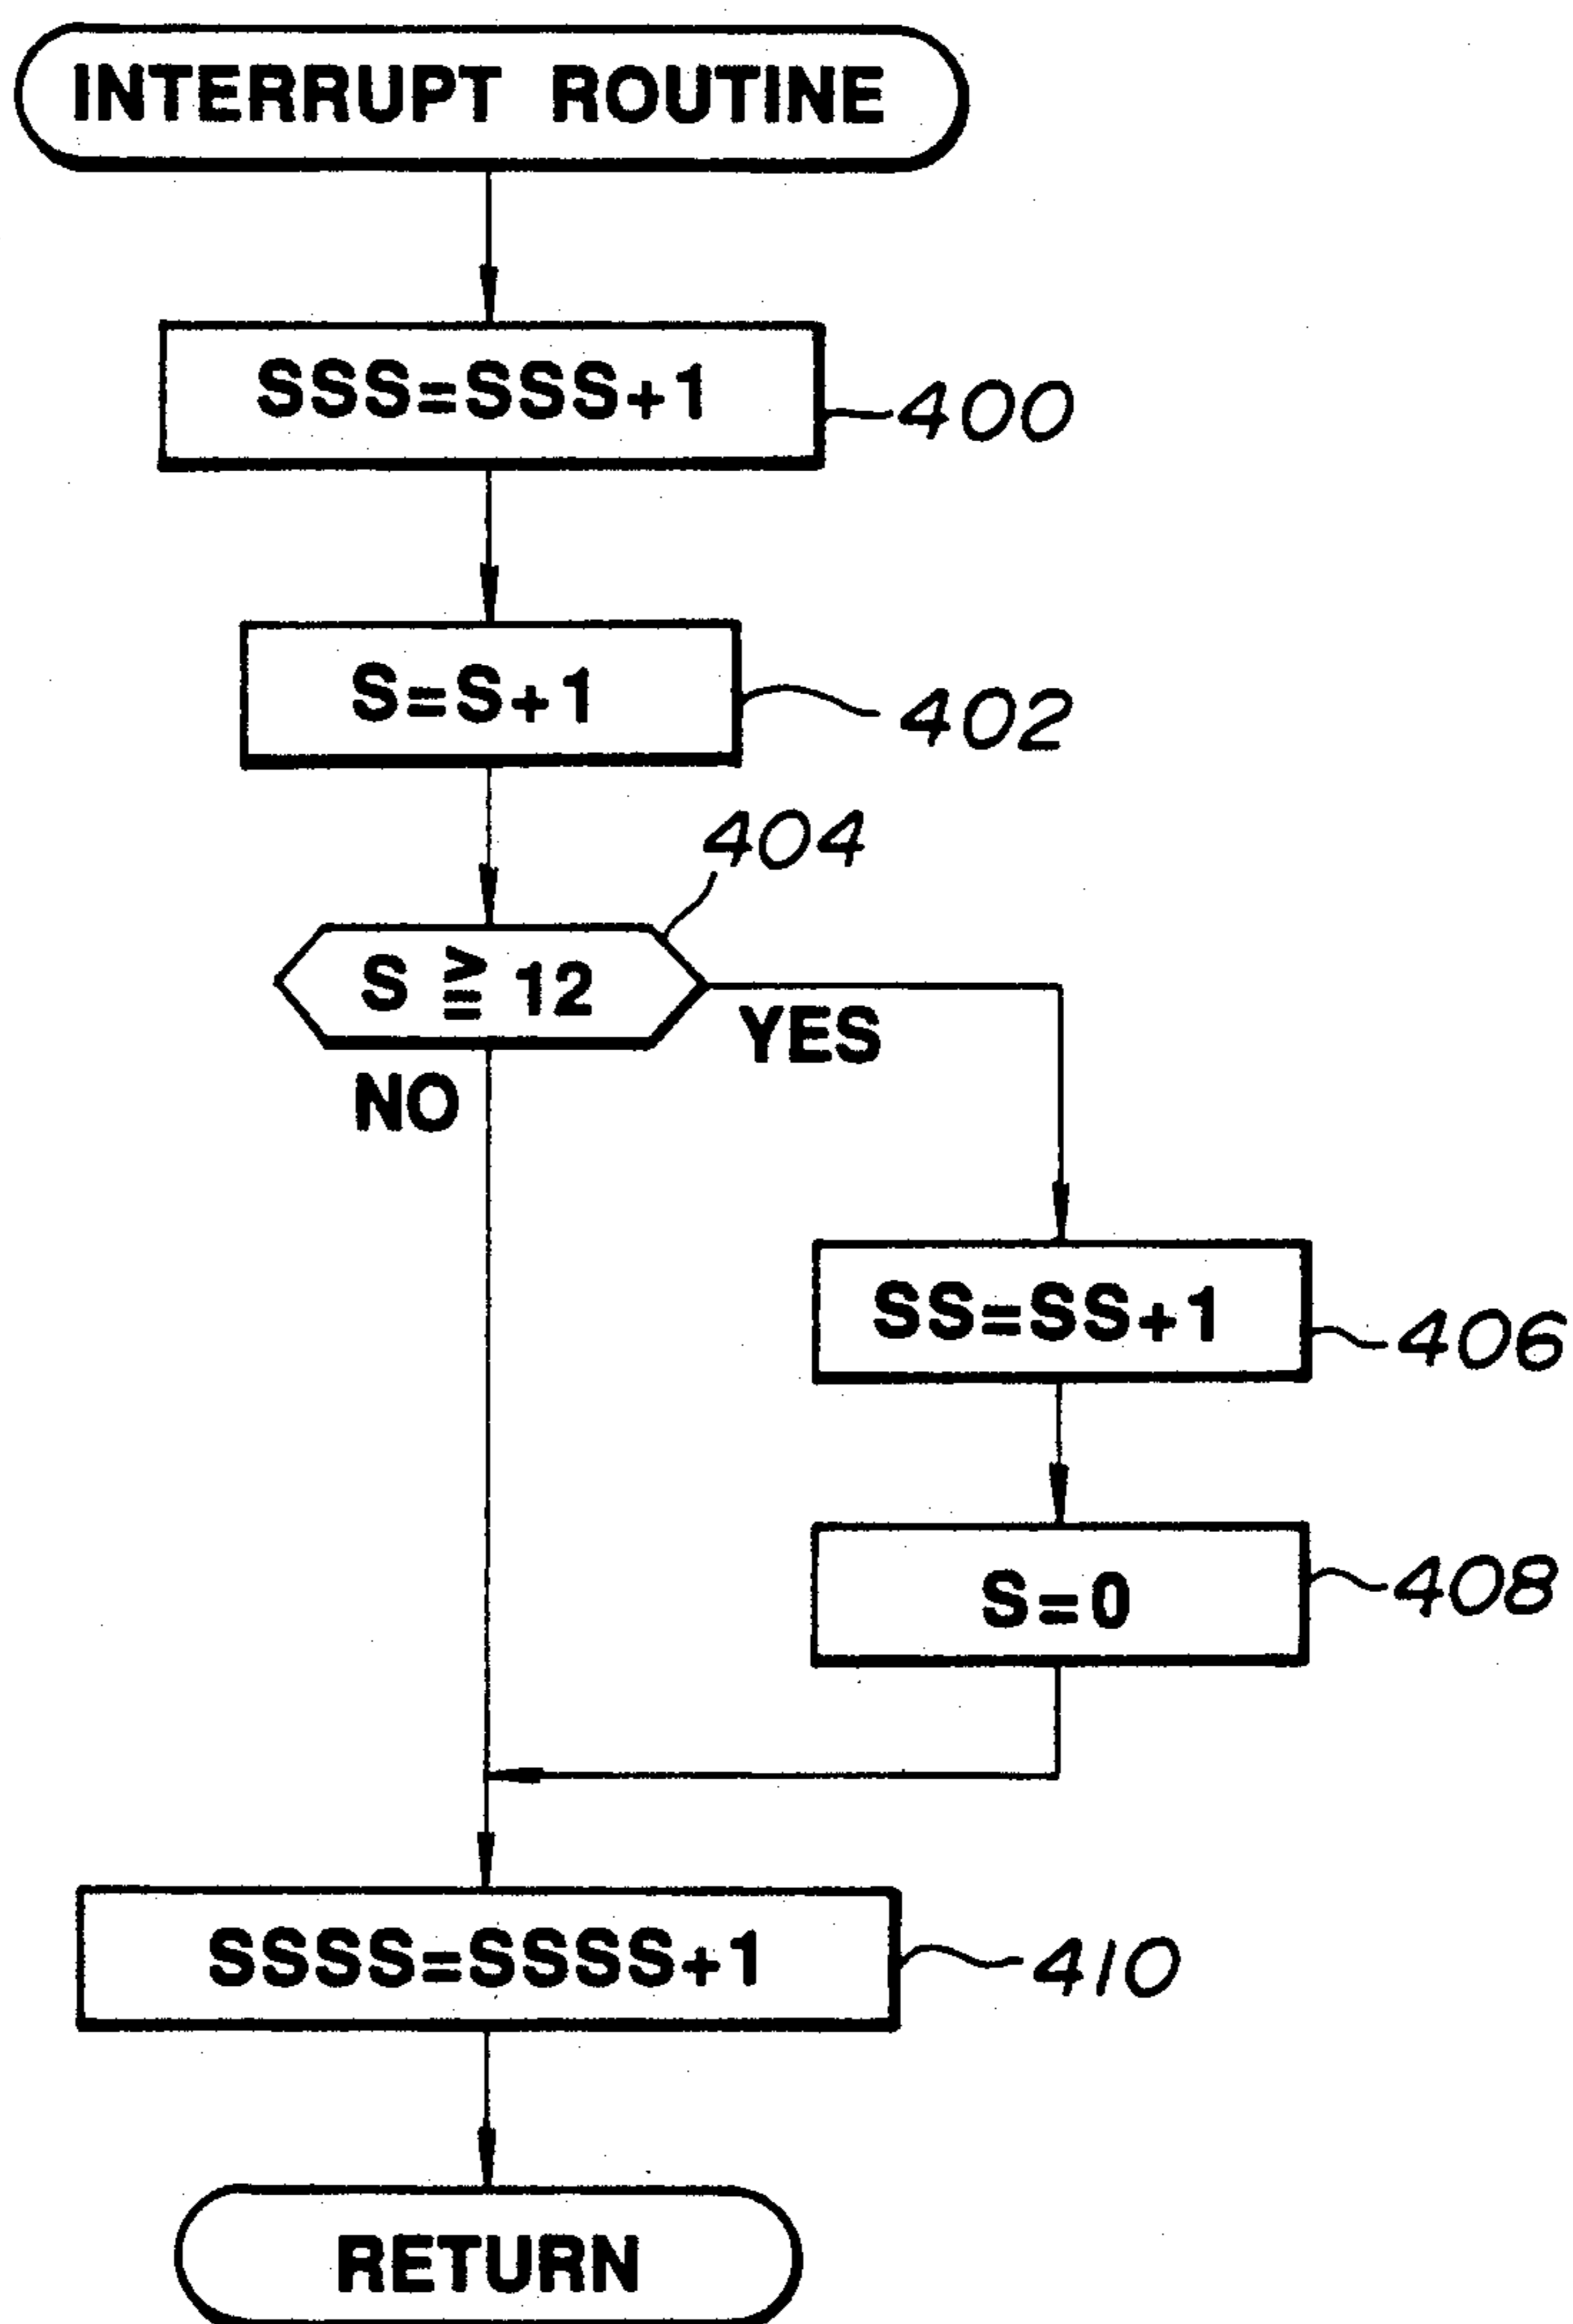 INTERRUPT ROUTINE
SSS=SSS+1
400
S=S+1
402
404
S ≧ 12
YES
NO
SS=SS+1
406
S=0
408
SSSS=SSSS+1
410
RETURN